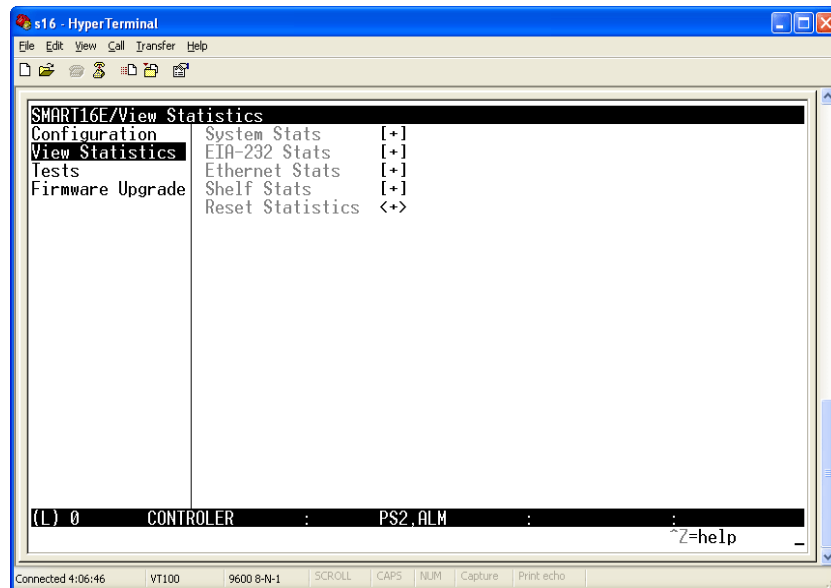 s16 - HyperTerminal
File Edit View Call Transfer Help
SMART16E/View Statistics
Configuration System Stats [+]
View Statistics EIA-232 Stats [+]
Tests Ethernet Stats [+]
Firmware Upgrade Shelf Stats [+]
Reset Statistics <+>
(L) 0 CONTROLER : PS2,ALM : :
^Z=help _
Connected 4:06:46 VT100 9600 8-N-1 SCROLL CAPS NUM Capture Print echo